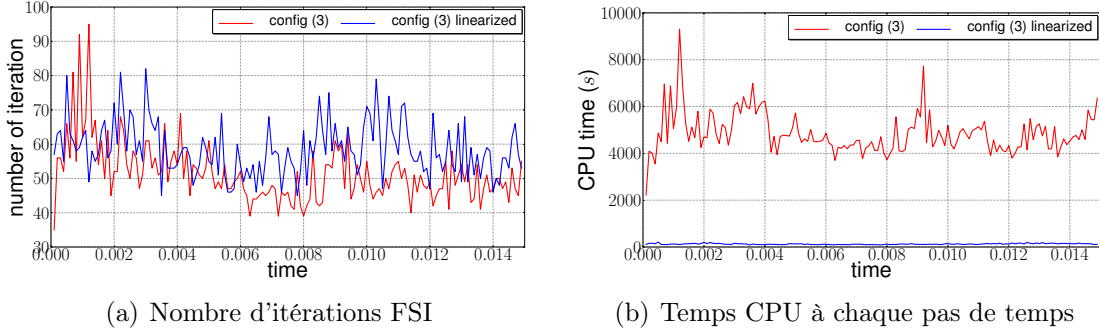 config (3) config (3) linearized
number of iteration
100
90
80
70
60
50
40
30
0.000 0.002 0.004 0.006 0.008 0.010 0.012 0.014
time
(a) Nombre d'itérations FSI
config (3) config (3) linearized
CPU time (s)
10000
8000
6000
4000
2000
0
0.000 0.002 0.004 0.006 0.008 0.010 0.012 0.014
time
(b) Temps CPU à chaque pas de temps